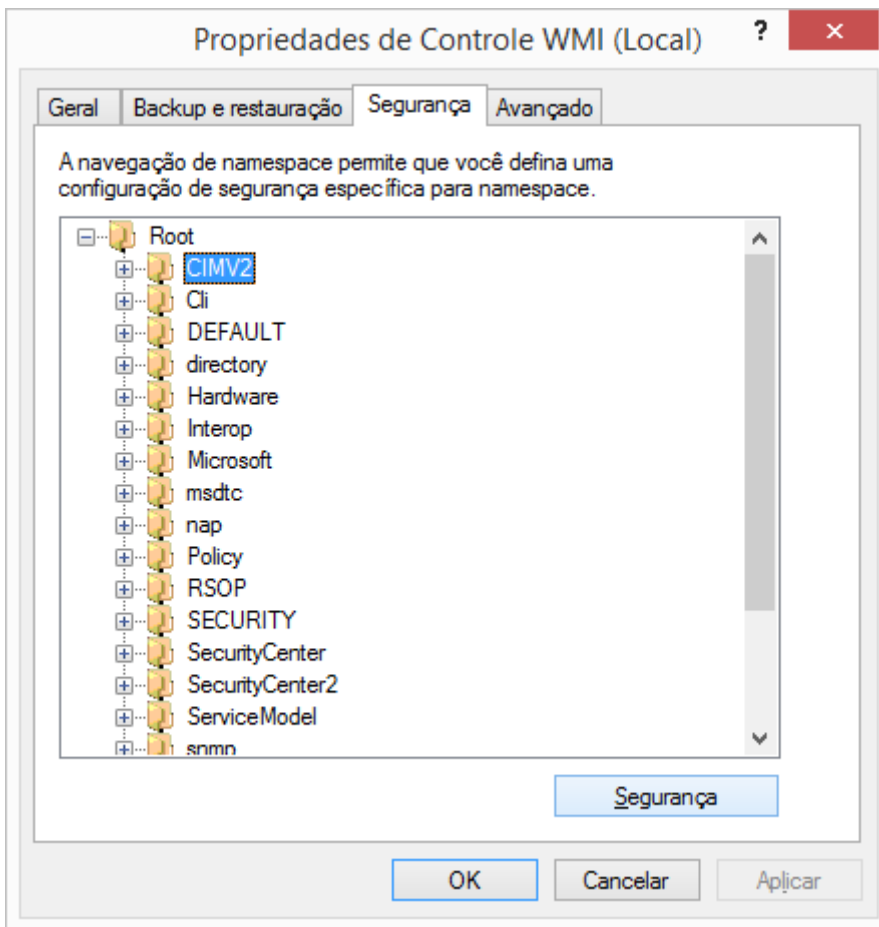 Propriedades de Controle WMI (Local)
?
Geral
Backup e restauração
Segurança
Avançado
A navegação de namespace permite que você defina uma
configuração de segurança específica para namespace.
Root
CIMV2
Cli
DEFAULT
directory
Hardware
Interop
Microsoft
msdtc
nap
Policy
RSOP
SECURITY
SecurityCenter
SecurityCenter2
ServiceModel
snmp
Segurança
OK
Cancelar
Aplicar